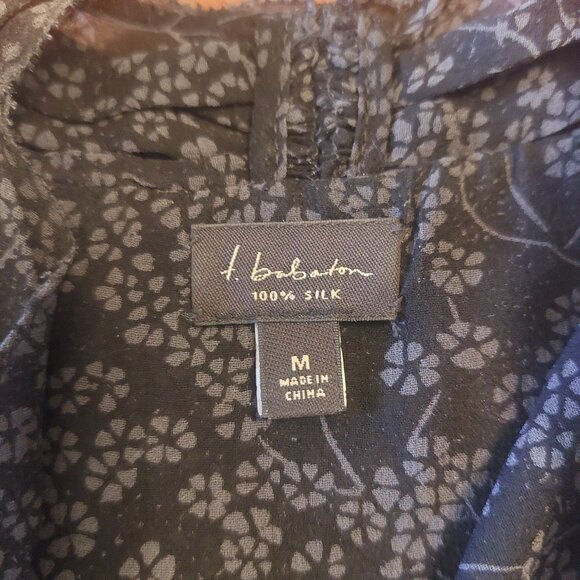 t. babaton
100% SILK
M
MADE IN
CHINA